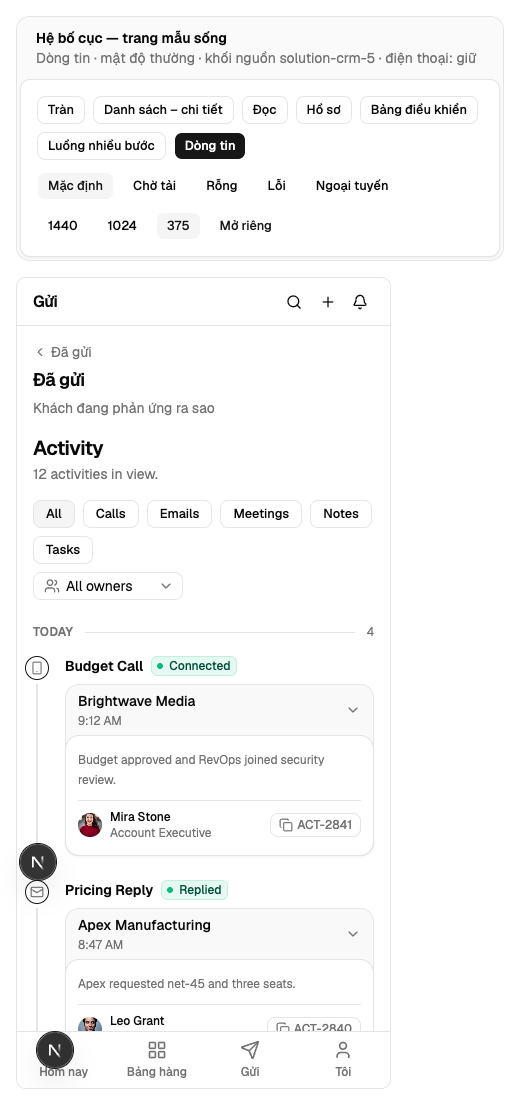 Hệ bố cục — trang mẫu sống
Dòng tin · mật độ thường · khối nguồn solution-crm-5 · điện thoại: giữ
Tràn
Danh sách – chi tiết
Đọc
Hồ sơ
Bảng điều khiển
Luồng nhiều bước
Dòng tin
Mặc định
Chờ tải
Rỗng
Lỗi
Ngoại tuyến
1440
1024
375
Mở riêng
Gửi
Đã gửi
Đã gửi
Khách đang phản ứng ra sao
Activity
12 activities in view.
All
Calls
Emails
Meetings
Notes
Tasks
All owners
TODAY
4
Budget Call
Connected
Brightwave Media
9:12 AM
Budget approved and RevOps joined security
review.
Mira Stone
Account Executive
ACT-2841
N
Pricing Reply
Replied
Apex Manufacturing
8:47 AM
Apex requested net-45 and three seats.
Leo Grant
ACT-2840
N
Hôm nay
Bảng hàng
Gửi
Tôi